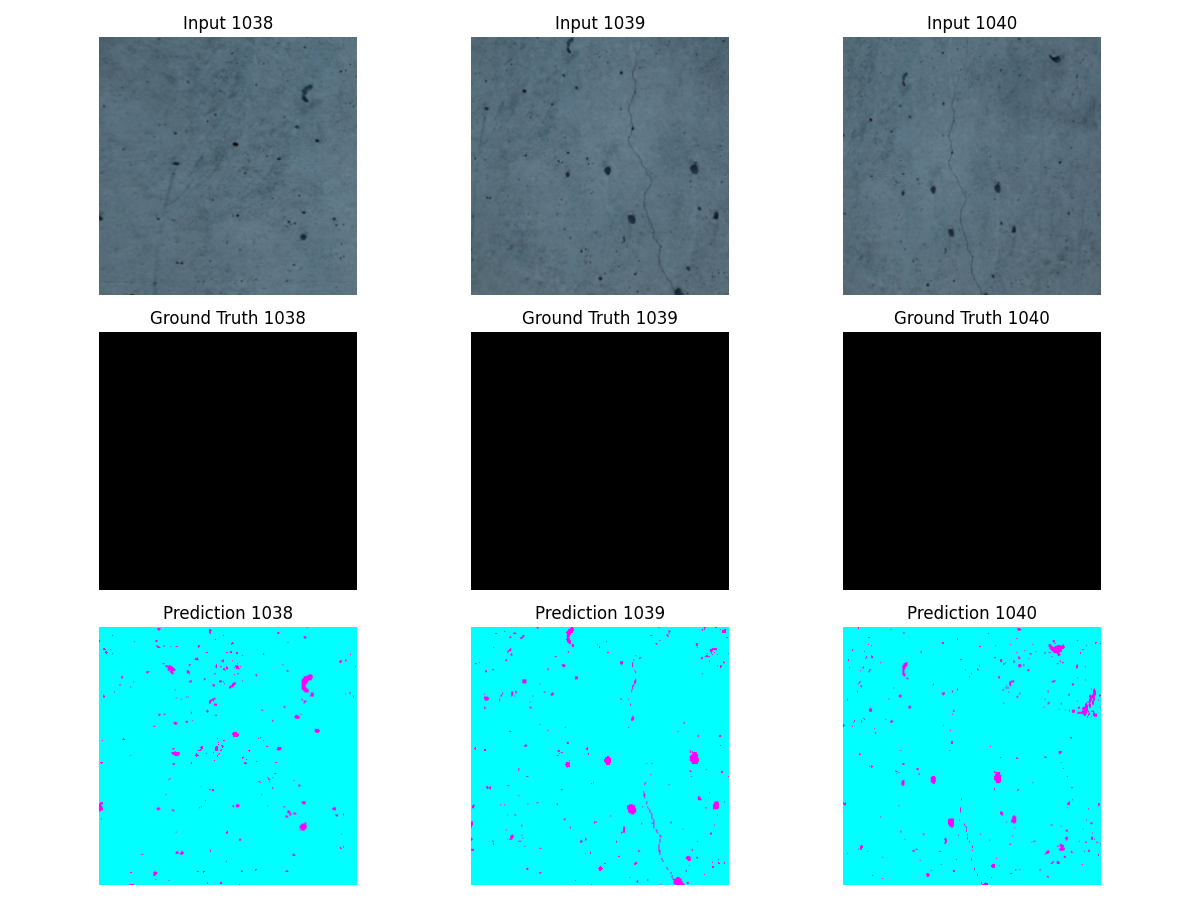 Input 1038
Input 1039
Input 1040
Ground Truth 1038
Ground Truth 1039
Ground Truth 1040
Prediction 1038
Prediction 1039
Prediction 1040